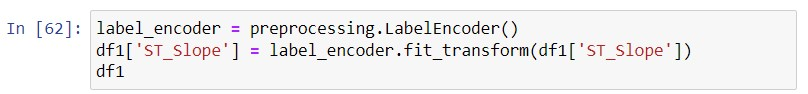 In [62]: label_encoder = preprocessing.LabelEncoder()
df1['ST_Slope'] = label_encoder.fit_transform(df1['ST_Slope'])
df1